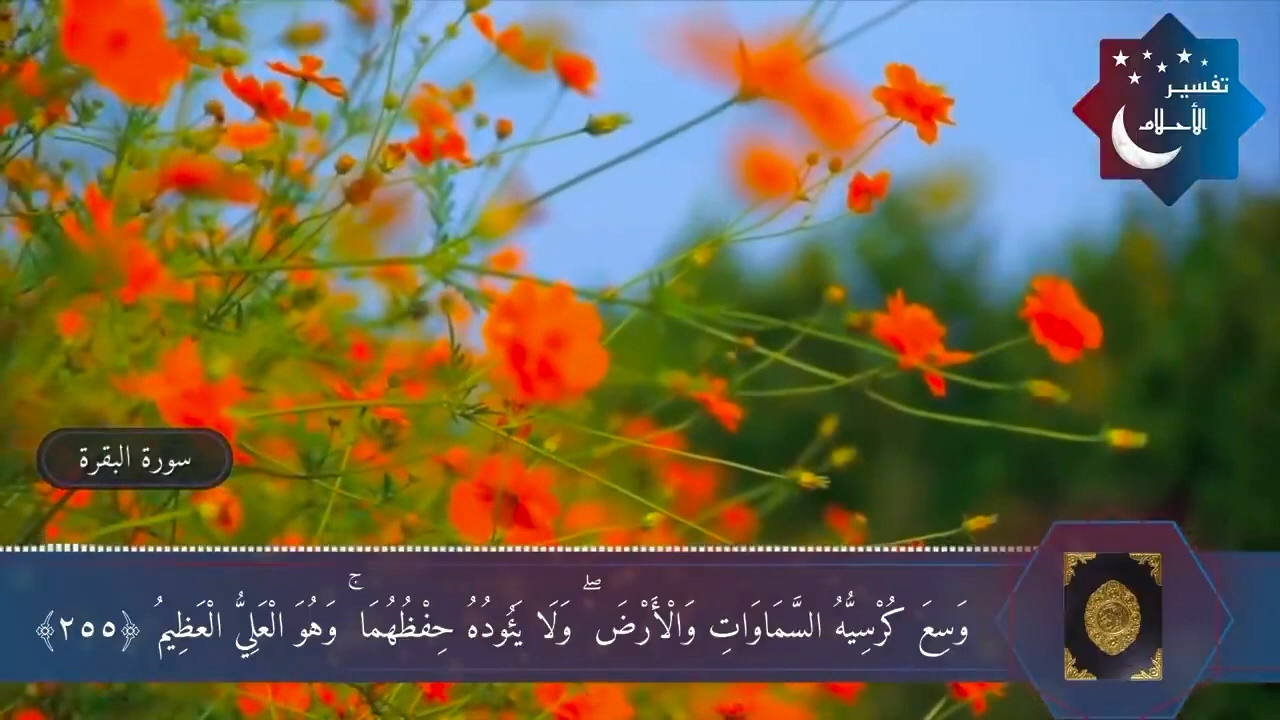 تفسير
الأحلام
سورة البقرة
وَسِعَ كُرْسِيُّهُ السَّمَاوَاتِ وَالْأَرْضَ ۖ وَلَا يَئُودُهُ حِفْظُهُمَا ۚ وَهُوَ الْعَلِيُّ الْعَظِيمُ ﴿٢٥٥﴾